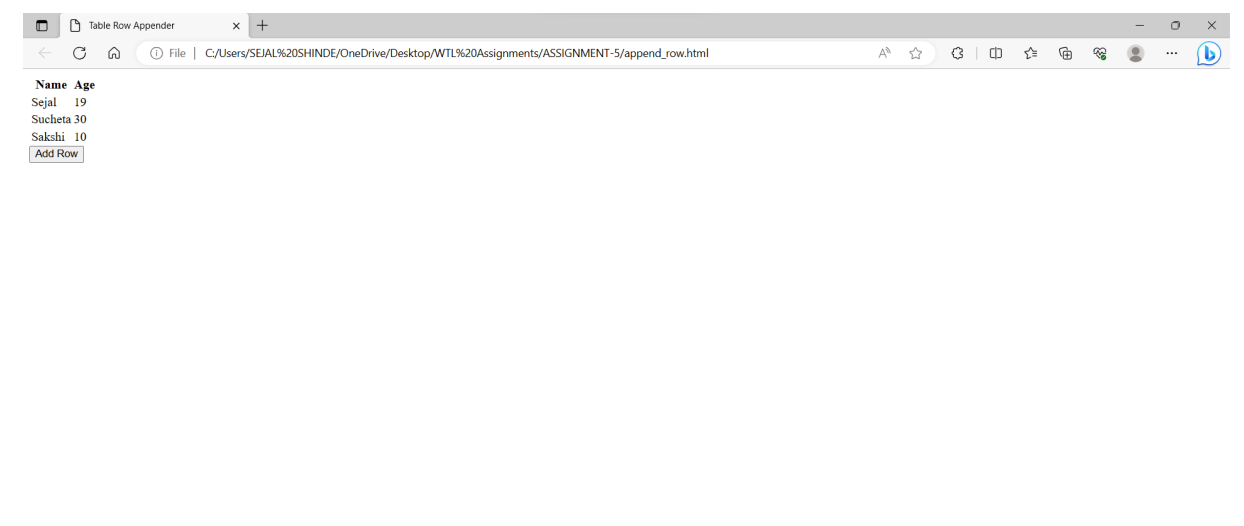 Table Row Appender
File | C:/Users/SEJAL%20SHINDE/OneDrive/Desktop/WTL%20Assignments/ASSIGNMENT-5/append_row.html
Name Age
Sejal 19
Sucheta 30
Sakshi 10
Add Row